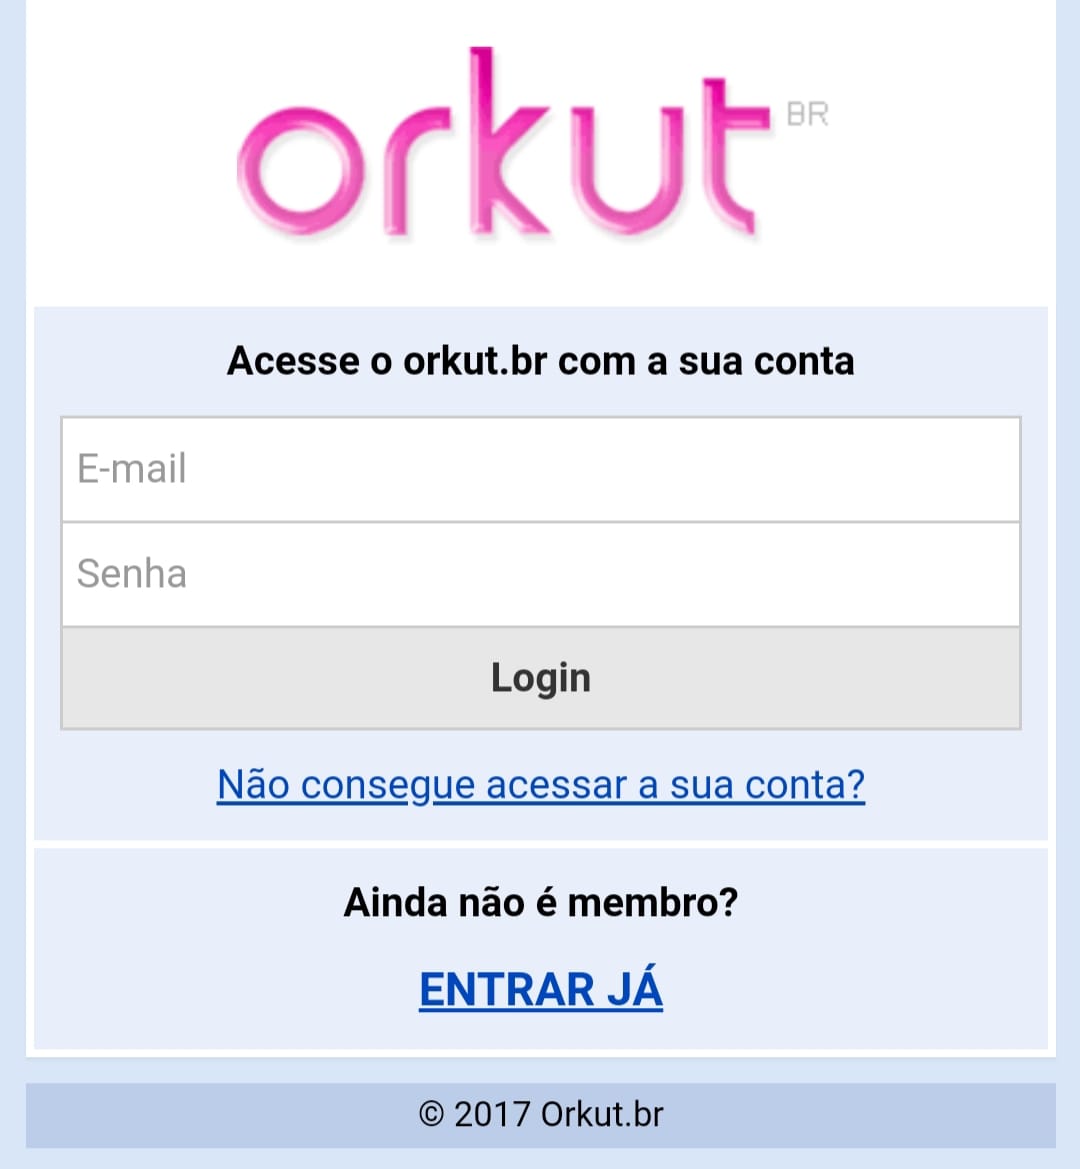 orkut BR
Acesse o orkut.br com a sua conta
E-mail
Senha
Login
Não consegue acessar a sua conta?
Ainda não é membro?
ENTRAR JÁ
© 2017 Orkut.br